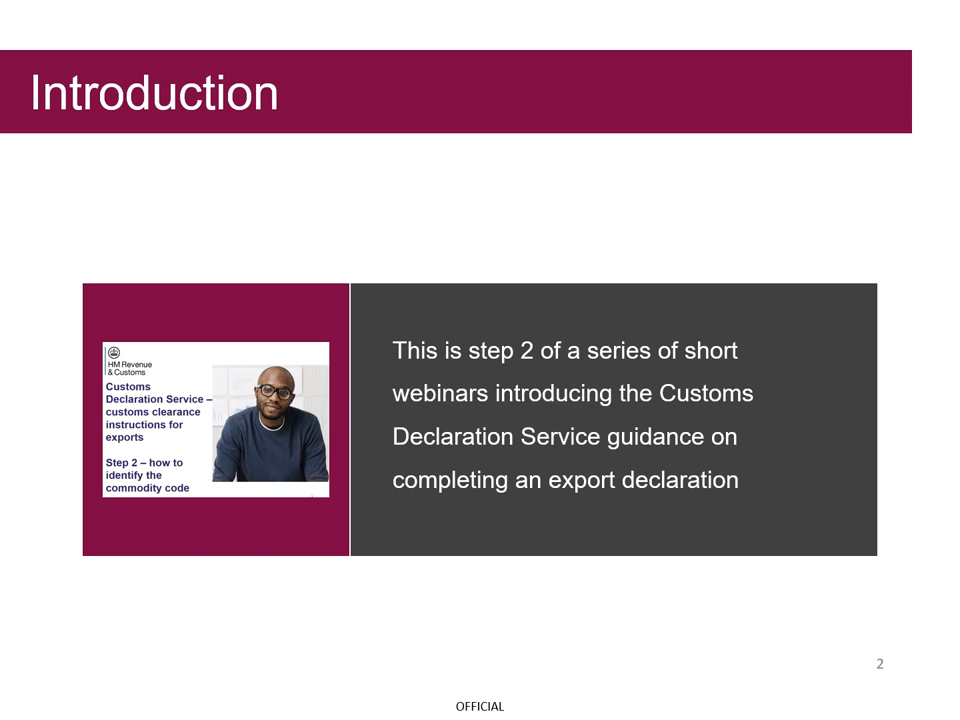 Introduction
HM Revenue
& Customs
Customs
Declaration Service –
customs clearance
instructions for
exports
Step 2 – how to
identify the
commodity code
This is step 2 of a series of short
webinars introducing the Customs
Declaration Service guidance on
completing an export declaration
2
OFFICIAL